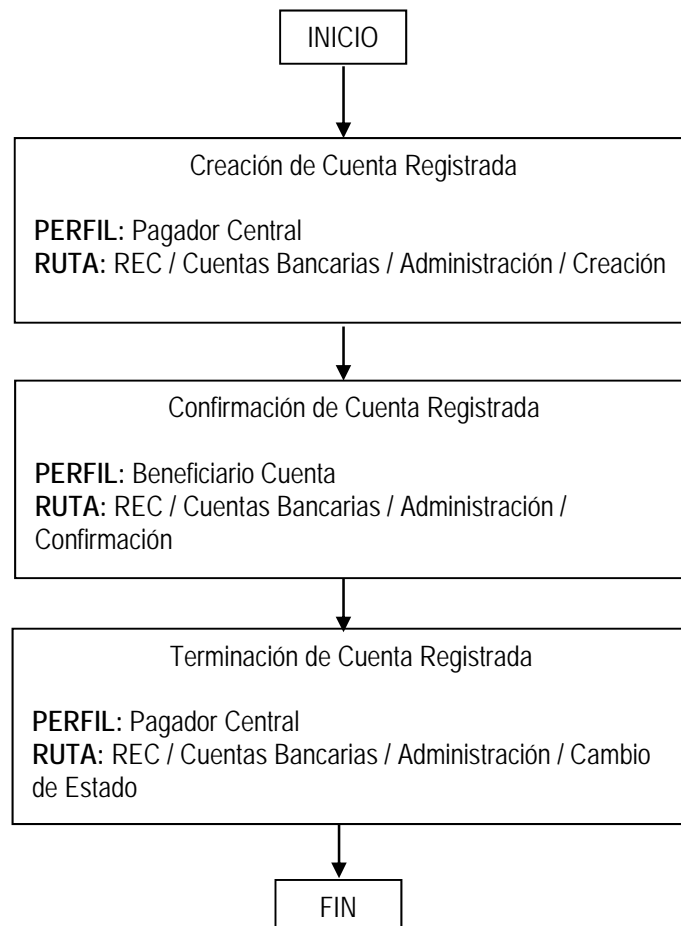 INICIO
Creación de Cuenta Registrada
PERFIL: Pagador Central
RUTA: REC / Cuentas Bancarias / Administración / Creación
Confirmación de Cuenta Registrada
PERFIL: Beneficiario Cuenta
RUTA: REC / Cuentas Bancarias / Administración /
Confirmación
Terminación de Cuenta Registrada
PERFIL: Pagador Central
RUTA: REC / Cuentas Bancarias / Administración / Cambio
de Estado
FIN